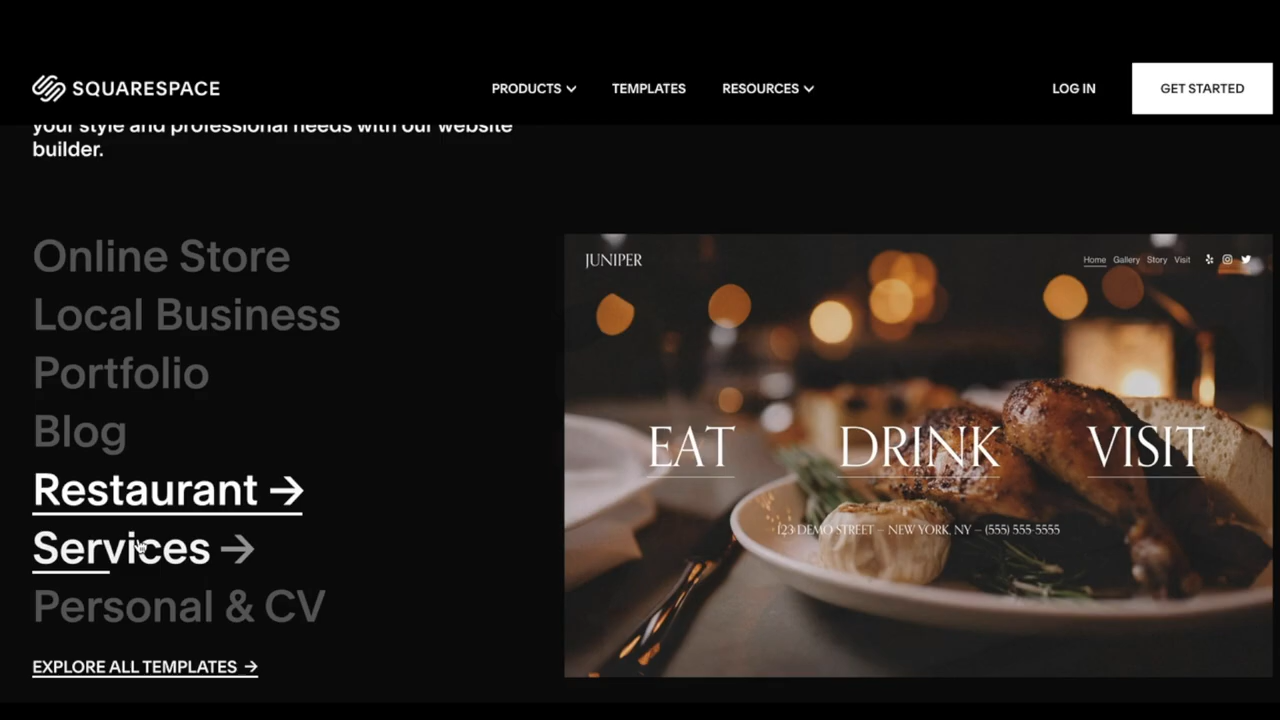 SQUARESPACE
PRODUCTS
TEMPLATES
RESOURCES
LOG IN
GET STARTED
your style and professional needs with our website
builder.
Online Store
Local Business
Portfolio
Blog
Restaurant →
Services →
Personal & CV
EXPLORE ALL TEMPLATES →
JUNIPER
Home Gallery Story Visit
EAT DRINK VISIT
123 DEMO STREET – NEW YORK, NY – (555) 555-5555